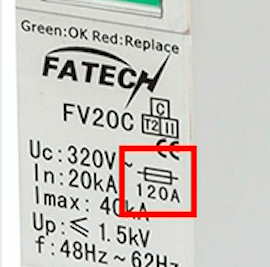 Green:OK Red:Replace
FATECH
FV20C
C
T2 II
CE
Uc:320V~
In:20kA
120A
Imax: 40kA
Up:≤ 1.5kV
f:48Hz~62Hz